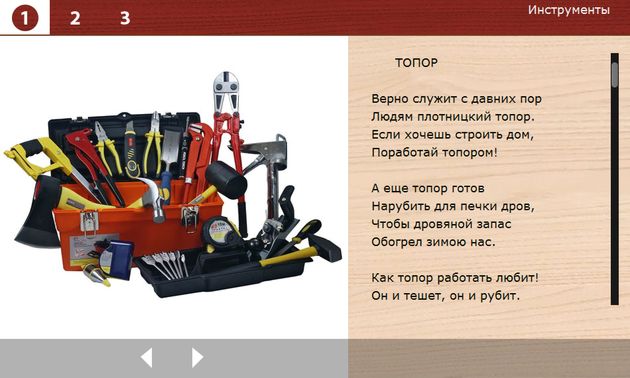 1 2 3
Инструменты
ТОПОР
Верно служит с давних пор
Людям плотницкий топор.
Если хочешь строить дом,
Поработай топором!
А еще топор готов
Нарубить для печки дров,
Чтобы дровяной запас
Обогрел зимою нас.
Как топор работать любит!
Он и тешет, он и рубит.